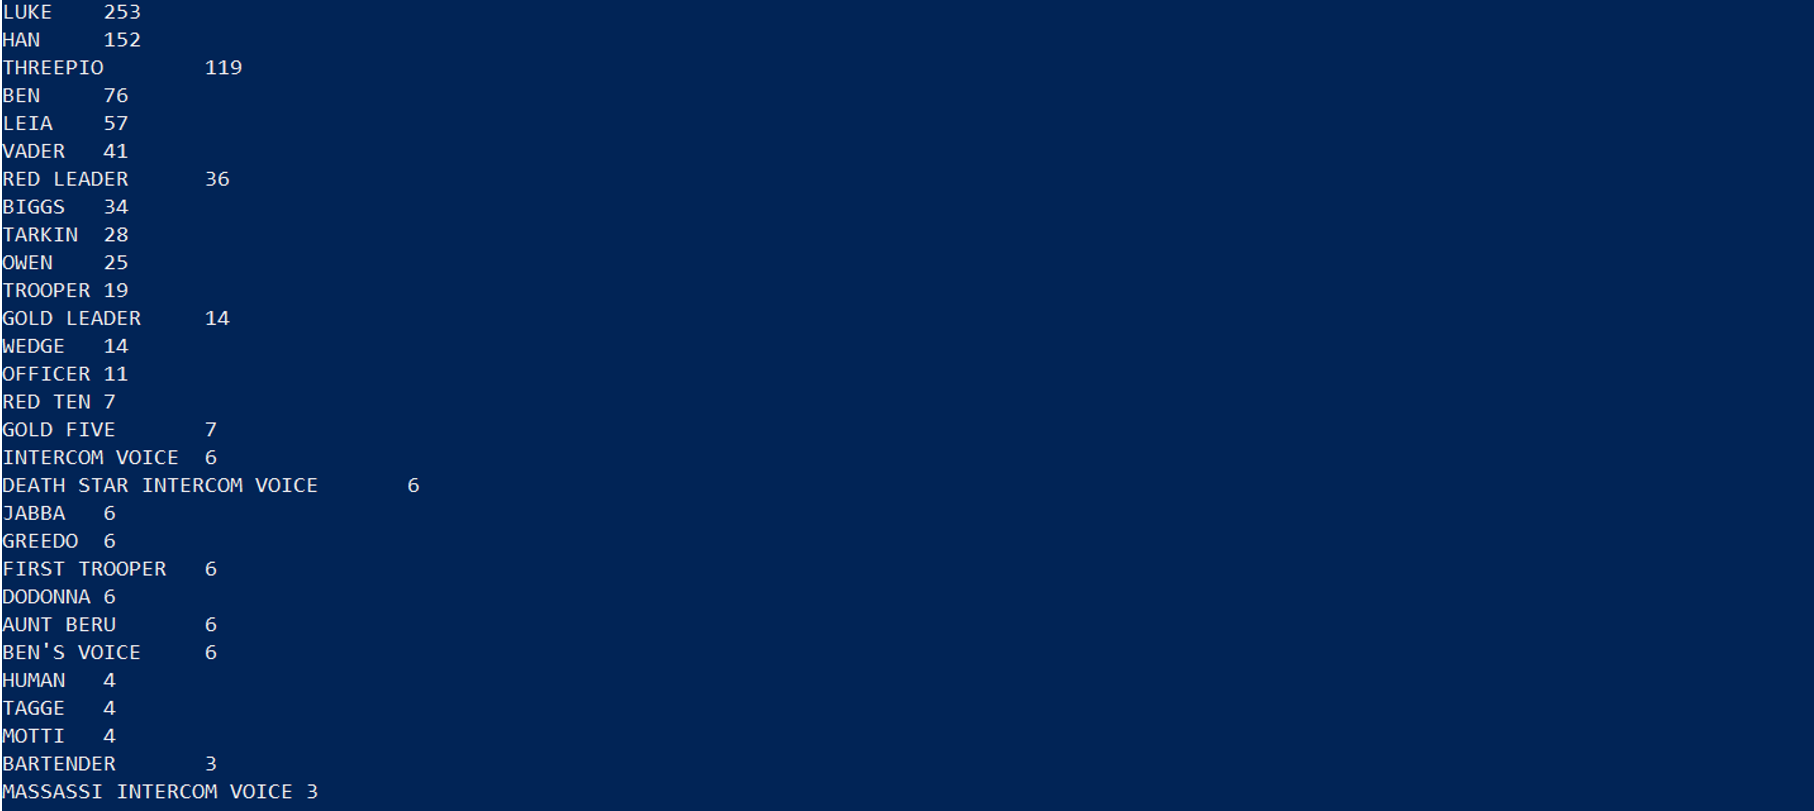 LUKE 253
HAN 152
THREEPIO 119
BEN 76
LEIA 57
VADER 41
RED LEADER 36
BIGGS 34
TARKIN 28
OWEN 25
TROOPER 19
GOLD LEADER 14
WEDGE 14
OFFICER 11
RED TEN 7
GOLD FIVE 7
INTERCOM VOICE 6
DEATH STAR INTERCOM VOICE 6
JABBA 6
GREEDO 6
FIRST TROOPER 6
DODONNA 6
AUNT BERU 6
BEN'S VOICE 6
HUMAN 4
TAGGE 4
MOTTI 4
BARTENDER 3
MASSASSI INTERCOM VOICE 3